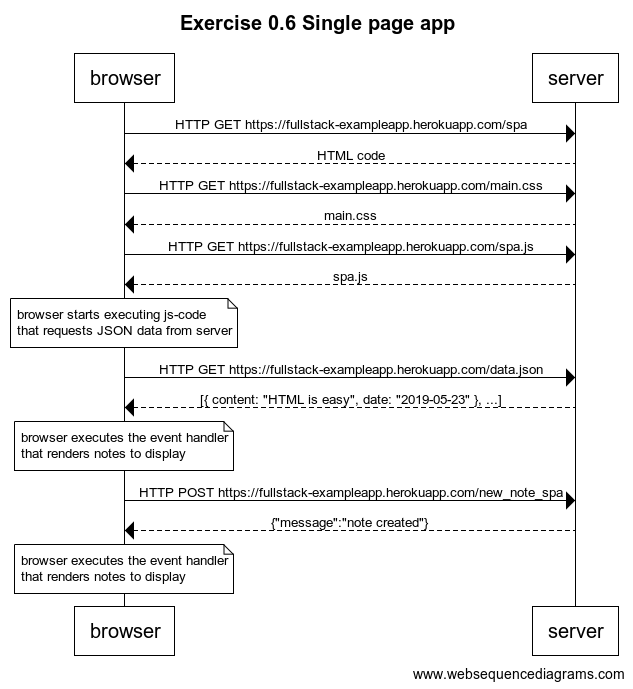 Exercise 0.6 Single page app
browser
server
HTTP GET https://fullstack-exampleapp.herokuapp.com/spa
HTML code
HTTP GET https://fullstack-exampleapp.herokuapp.com/main.css
main.css
HTTP GET https://fullstack-exampleapp.herokuapp.com/spa.js
spa.js
browser starts executing js-code
that requests JSON data from server
HTTP GET https://fullstack-exampleapp.herokuapp.com/data.json
[{ content: "HTML is easy", date: "2019-05-23" }, ...]
browser executes the event handler
that renders notes to display
HTTP POST https://fullstack-exampleapp.herokuapp.com/new_note_spa
{"message":"note created"}
browser executes the event handler
that renders notes to display
browser
server
www.websequencediagrams.com